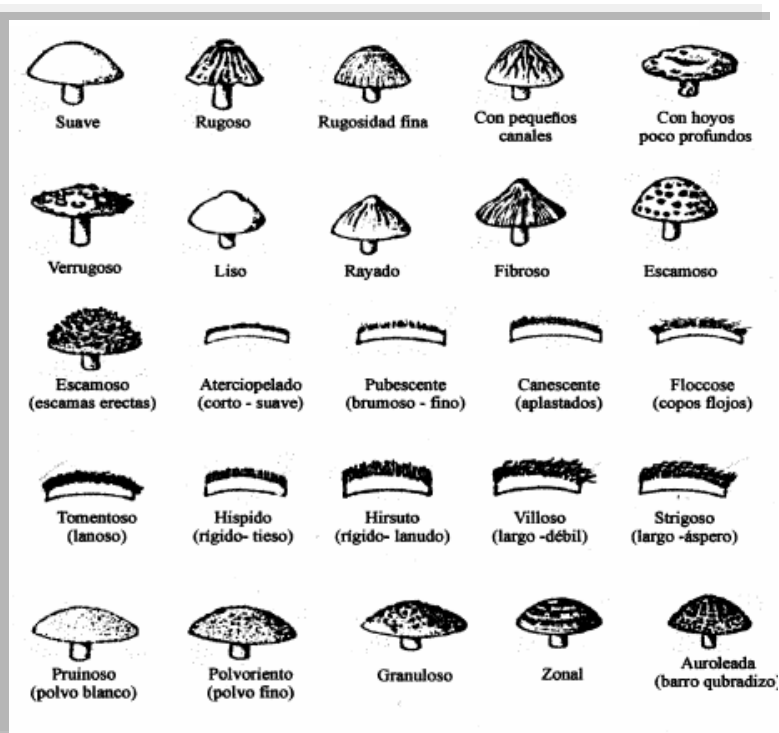 Suave
Rugoso
Rugosidad fina
Con pequeños
canales
Con hoyos
poco profundos
Verrugoso
Liso
Rayado
Fibroso
Escamoso
Escamoso
(escamas erectas)
Aterciopelado
(corto - suave)
Pubescente
(brumoso - fino)
Canescente
(aplastados)
Floccose
(copos flojos)
Tomentoso
(lanoso)
Hispido
(rígido- tieso)
Hirsuto
(rígido- lanudo)
Villoso
(largo -débil)
Strigoso
(largo -áspero)
Pruinoso
(polvo blanco)
Polvoriento
(polvo fino)
Granuloso
Zonal
Auroleada
(barro qubradizo)